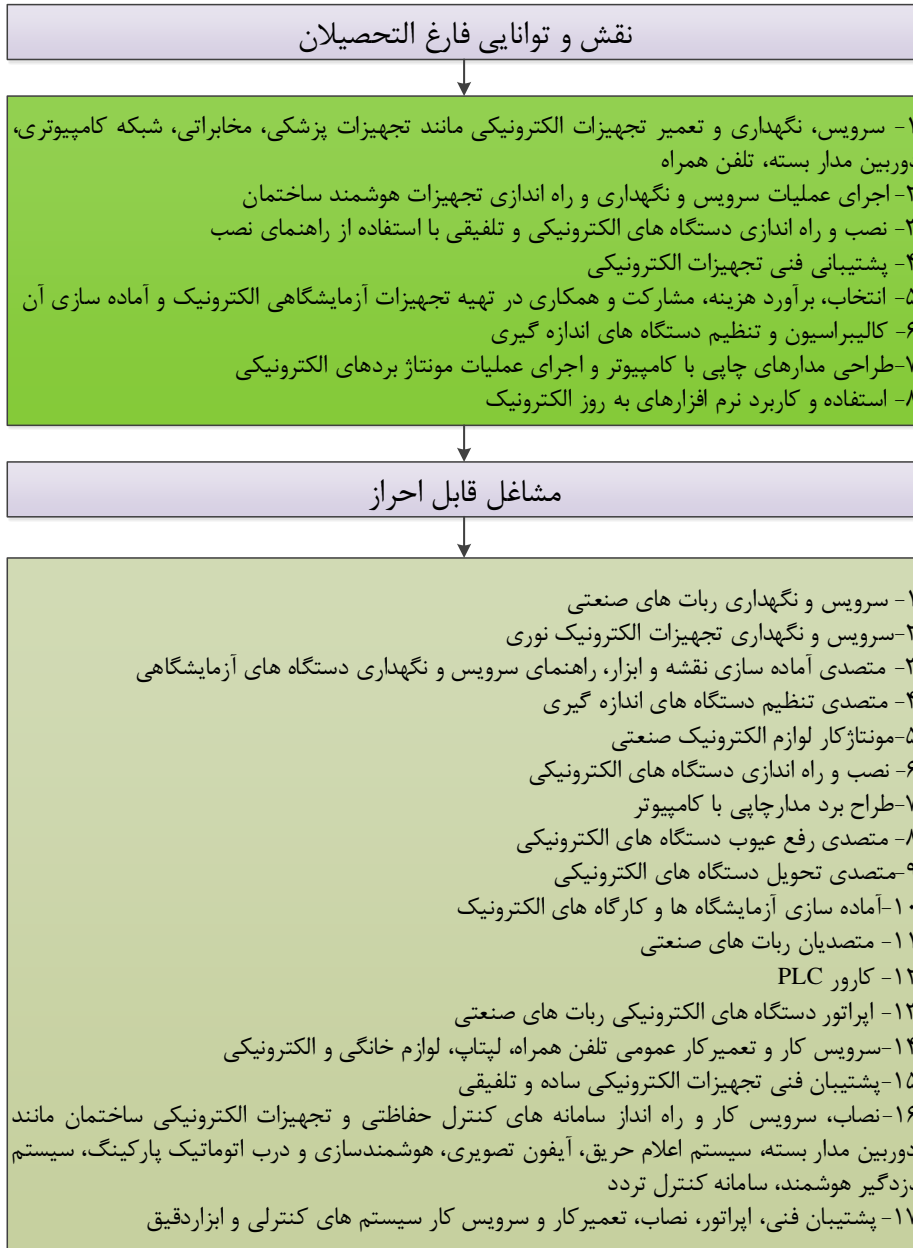 نقش و توانایی فارغ التحصیلان
۱- سرویس، نگهداری و تعمیر تجهیزات الکترونیکی مانند تجهیزات پزشکی، مخابراتی، شبکه کامپیوتری،
دوربین مدار بسته، تلفن همراه
۲- اجرای عملیات سرویس و نگهداری و راه اندازی تجهیزات هوشمند ساختمان
۳- نصب و راه اندازی دستگاه های الکترونیکی و تلفیقی با استفاده از راهنمای نصب
۴- پشتیبانی فنی تجهیزات الکترونیکی
۵- انتخاب، برآورد هزینه، مشارکت و همکاری در تهیه تجهیزات آزمایشگاهی الکترونیک و آماده سازی آن
۶- کالیبراسیون و تنظیم دستگاه های اندازه گیری
۷-طراحی مدارهای چاپی با کامپیوتر و اجرای عملیات مونتاژ بردهای الکترونیکی
۸- استفاده و کاربرد نرم افزارهای به روز الکترونیک
مشاغل قابل احراز
۱- سرویس و نگهداری ربات های صنعتی
۲-سرویس و نگهداری تجهیزات الکترونیک نوری
۳- متصدی آماده سازی نقشه و ابزار، راهنمای سرویس و نگهداری دستگاه های آزمایشگاهی
۴- متصدی تنظیم دستگاه های اندازه گیری
۵-مونتاژکار لوازم الکترونیک صنعتی
۶- نصب و راه اندازی دستگاه های الکترونیکی
۷-طراح برد مدارچاپی با کامپیوتر
۸- متصدی رفع عیوب دستگاه های الکترونیکی
۹-متصدی تحویل دستگاه های الکترونیکی
۱۰-آماده سازی آزمایشگاه ها و کارگاه های الکترونیک
۱۱- متصدیان ربات های صنعتی
۱۲- کارور PLC
۱۳- اپراتور دستگاه های الکترونیکی ربات های صنعتی
۱۴-سرویس کار و تعمیرکار عمومی تلفن همراه، لپتاپ، لوازم خانگی و الکترونیکی
۱۵-پشتیبان فنی تجهیزات الکترونیکی ساده و تلفیقی
۱۶-نصاب، سرویس کار و راه انداز سامانه های کنترل حفاظتی و تجهیزات الکترونیکی ساختمان مانند
دوربین مدار بسته، سیستم اعلام حریق، آیفون تصویری، هوشمندسازی و درب اتوماتیک پارکینگ، سیستم
دزدگیر هوشمند، سامانه کنترل تردد
۱۷- پشتیبان فنی، اپراتور، نصاب، تعمیرکار و سرویس کار سیستم های کنترلی و ابزاردقیق